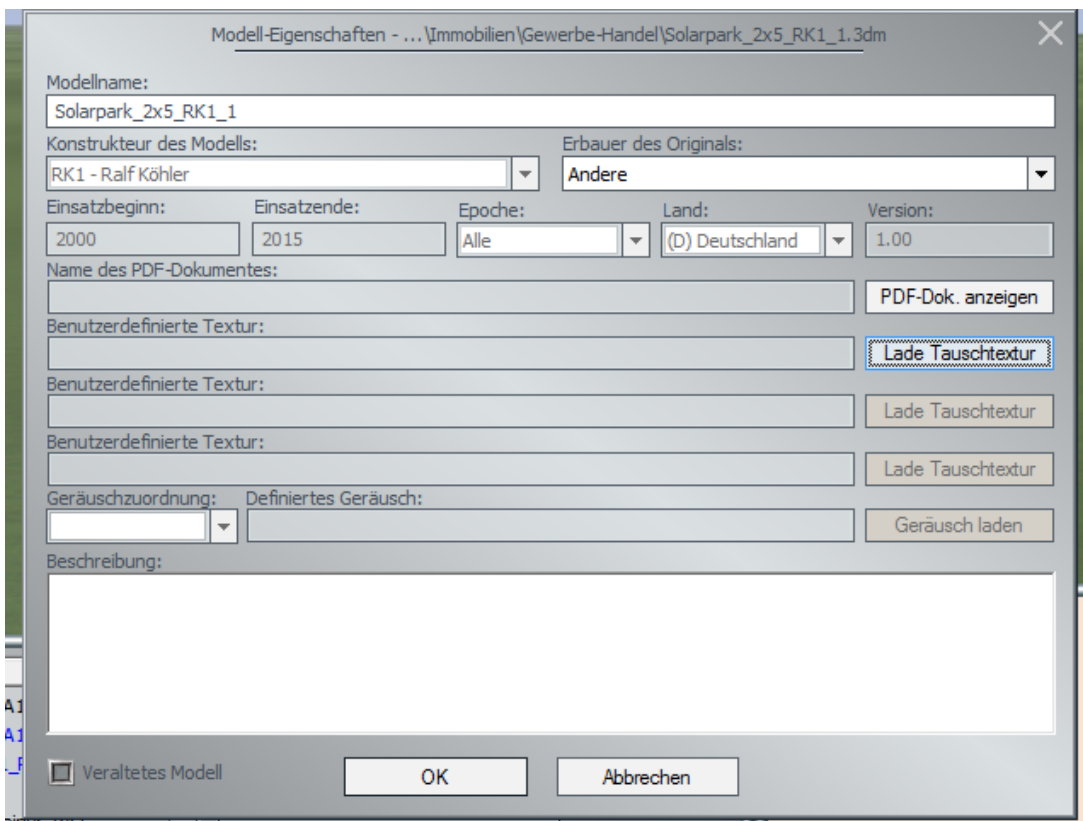 Modell-Eigenschaften - ...\Immobilien\Gewerbe-Handel\Solarpark_2x5_RK1_1.3dm
Modellname:
Solarpark_2x5_RK1_1
Konstrukteur des Modells: Erbauer des Originals:
RK1 - Ralf Köhler Andere
Einsatzbeginn: Einsatzende: Epoche: Land: Version:
2000 2015 Alle (D) Deutschland 1.00
Name des PDF-Dokumentes:
PDF-Dok. anzeigen
Benutzerdefinierte Textur:
Lade Tauschtextur
Benutzerdefinierte Textur:
Lade Tauschtextur
Benutzerdefinierte Textur:
Lade Tauschtextur
Geräuschzuordnung: Definiertes Geräusch:
Geräusch laden
Beschreibung:
A1
A1
Veraltetes Modell OK Abbrechen